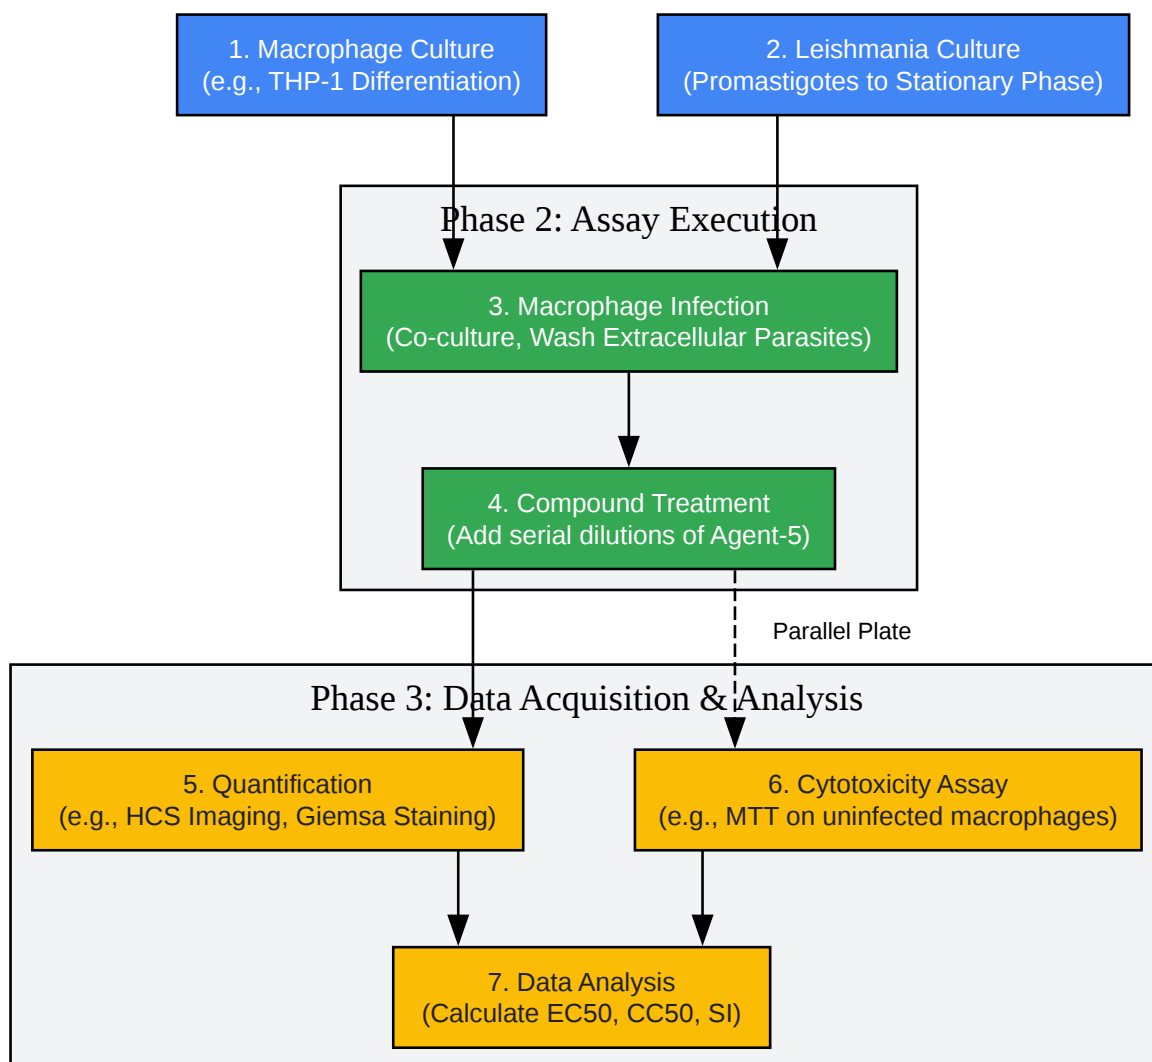 1. Macrophage Culture
(e.g., THP-1 Differentiation)
2. Leishmania Culture
(Promastigotes to Stationary Phase)
Phase 2: Assay Execution
3. Macrophage Infection
(Co-culture, Wash Extracellular Parasites)
4. Compound Treatment
(Add serial dilutions of Agent-5)
Parallel Plate
Phase 3: Data Acquisition & Analysis
5. Quantification
(e.g., HCS Imaging, Giemsa Staining)
6. Cytotoxicity Assay
(e.g., MTT on uninfected macrophages)
7. Data Analysis
(Calculate EC50, CC50, SI)